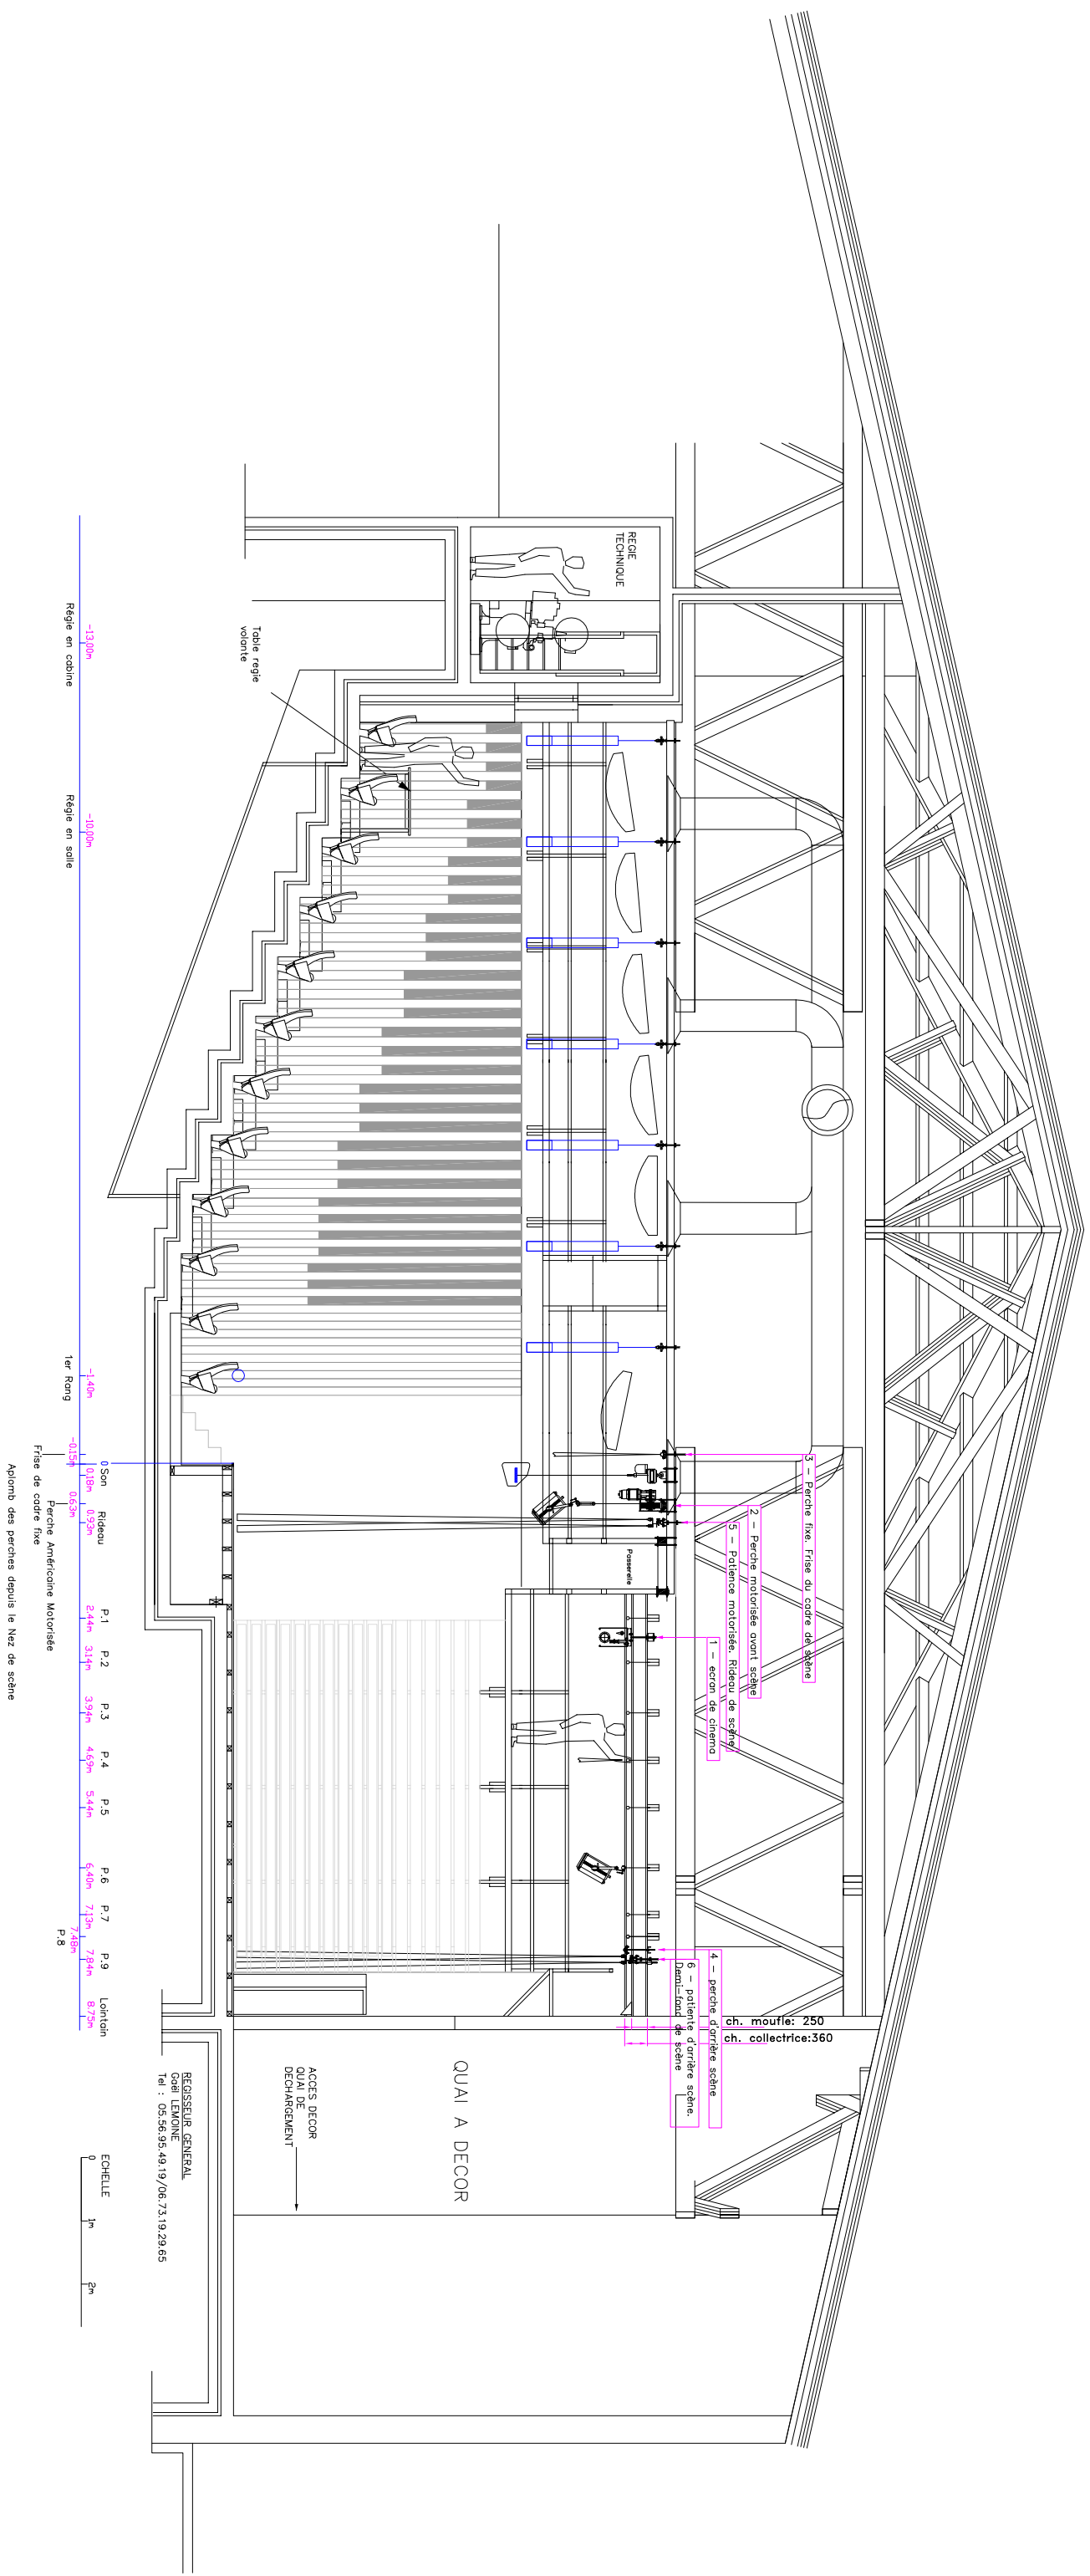 REGIE
TECHNIQUE
Table regie
volante
3 - Perche fixe. Frise du cadre de scène
2 - Perche motorisée avant scène
5 - Patience motorisée. Rideau de scène
1 - ecran de cinema
Passerelle
4 - perche d'arrière scène
6 - patiente d'arrière scène.
Demi-fond de scène
ch. moufle: 250
ch. collectrice:360
QUAI A DECOR
ACCES DECOR
QUAI DE
DECHARGEMENT
REGISSEUR GENERAL
Gaël LEMOINE
Tel : 05.56.95.49.19/06.73.19.29.65
ECHELLE
0 1m 2m
Son Rideau P.1 P.2 P.3 P.4 P.5 P.6 P.7 P.9 Lointain
-13.00m -10.00m -1.40m 0 0.18m 0.93m 2.44m 3.14m 3.94m 4.69m 5.44m 6.40m 7.13m 7.84m 8.75m
-0.15m 0.63m 7.48m
Régie en cabine Régie en salle 1er Rang P.8
Perche Américaine Motorisée
Frise de cadre fixe
Aplomb des perches depuis le Nez de scène